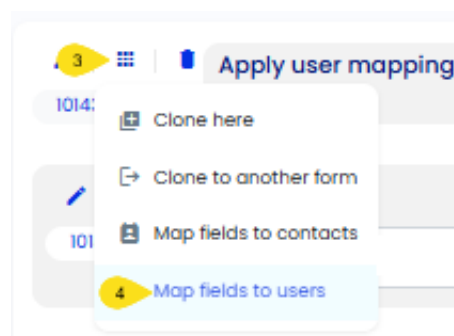 3
Apply user mapping
1014
Clone here
Clone to another form
Map fields to contacts
101
4 Map fields to users